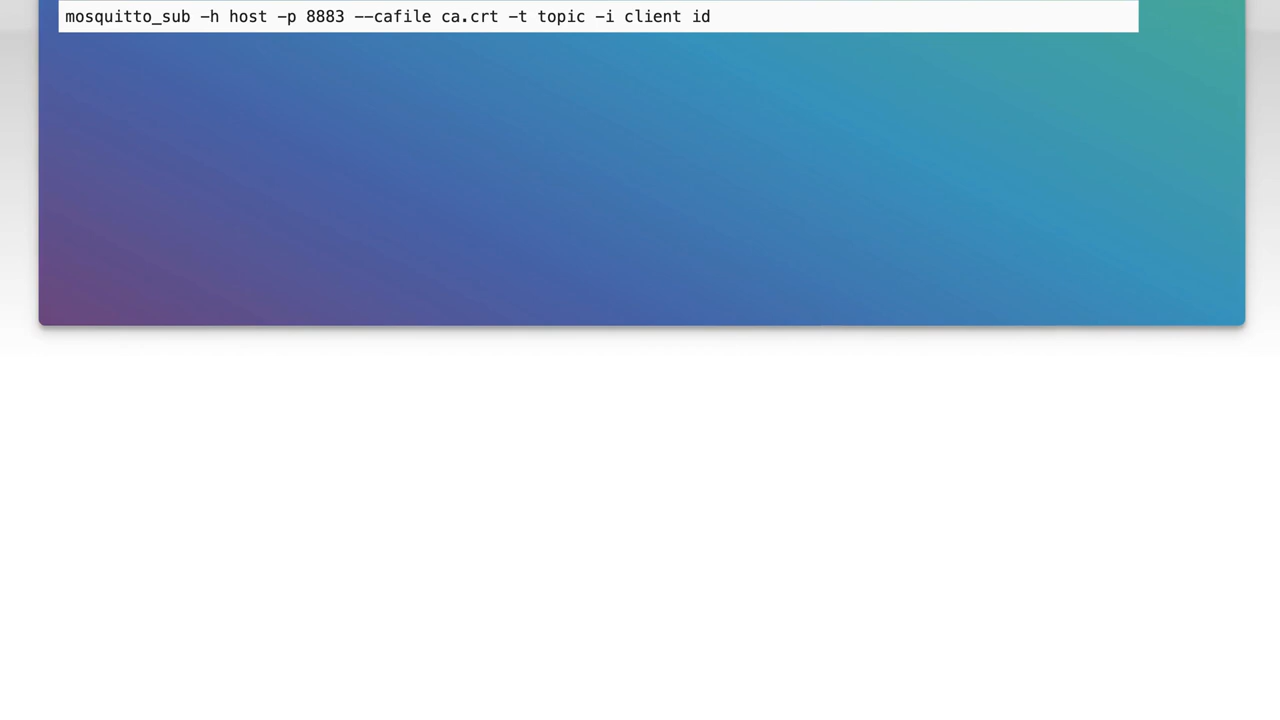 mosquitto_sub -h host -p 8883 --cafile ca.crt -t topic -i client id